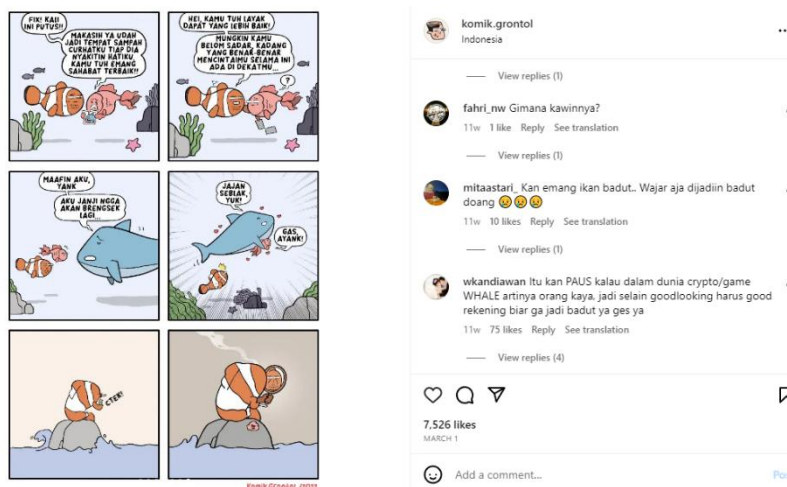 FIX! KALI
INI PUTUS!!
MAKASIH YA UDAH
JADI TEMPAT SAMPAH
CURHATKU TIAP DIA
NYAKITIN HATIKU,
KAMU TUH EMANG
SAHABAT TERBAIK!!
HEI, KAMU TUH LAYAK
DAPAT YANG LEBIH BAIK!
MUNGKIN KAMU
BELOM SADAR, KADANG
YANG BENAR-BENAR
MENCINTAIMU SELAMA INI
ADA DI DEKATMU...
?
MAAFIN AKU,
YANK
AKU JANJI NGGA
AKAN BRENGSEK
LAGI...
JAJAN
SEBLAK,
YUK!
GAS,
AYANK!
CTEK!
komik.grontol
Indonesia
View replies (1)
fahri_nw Gimana kawinnya?
11w 1 like Reply See translation
View replies (1)
mitaastari_ Kan emang ikan badut.. Wajar aja dijadiin badut
doang 😥😥😥
11w 10 likes Reply See translation
View replies (1)
wkandiawan Itu kan PAUS kalau dalam dunia crypto/game
WHALE artinya orang kaya, jadi selain goodlooking harus good
rekening biar ga jadi badut ya ges ya
11w 75 likes Reply See translation
View replies (4)
7,526 likes
MARCH 1
Add a comment...